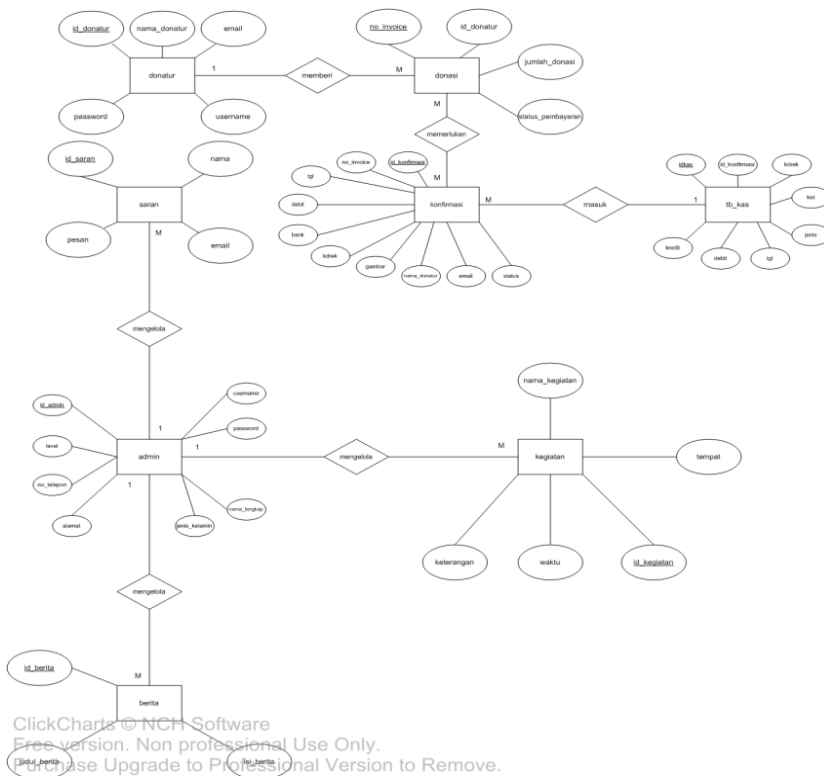 id_donatur
nama_donatur
email
donatur
password
username
1
memberi
M
no_invoice
id_donatur
donasi
jumlah_donasi
status_pembayaran
M
memerlukan
M
id_saran
nama
saran
pesan
email
M
no_invoice
id_konfirmasi
tgl
debit
bank
kdrek
gambar
nama_donatur
email
status
konfirmasi
M
masuk
1
idkas
id_konfirmasi
kdrek
tb_kas
ket
jenis
kredit
debit
tgl
mengelola
1
id_admin
username
level
password
admin
no_telepon
alamat
jenis_kelamin
nama_lengkap
1
1
mengelola
M
nama_kegiatan
kegiatan
tempat
keterangan
waktu
id_kegiatan
mengelola
M
id_berita
berita
judul_berita
isi_berita
ClickCharts © NCH Software
Free version. Non professional Use Only.
Purchase Upgrade to Professional Version to Remove.